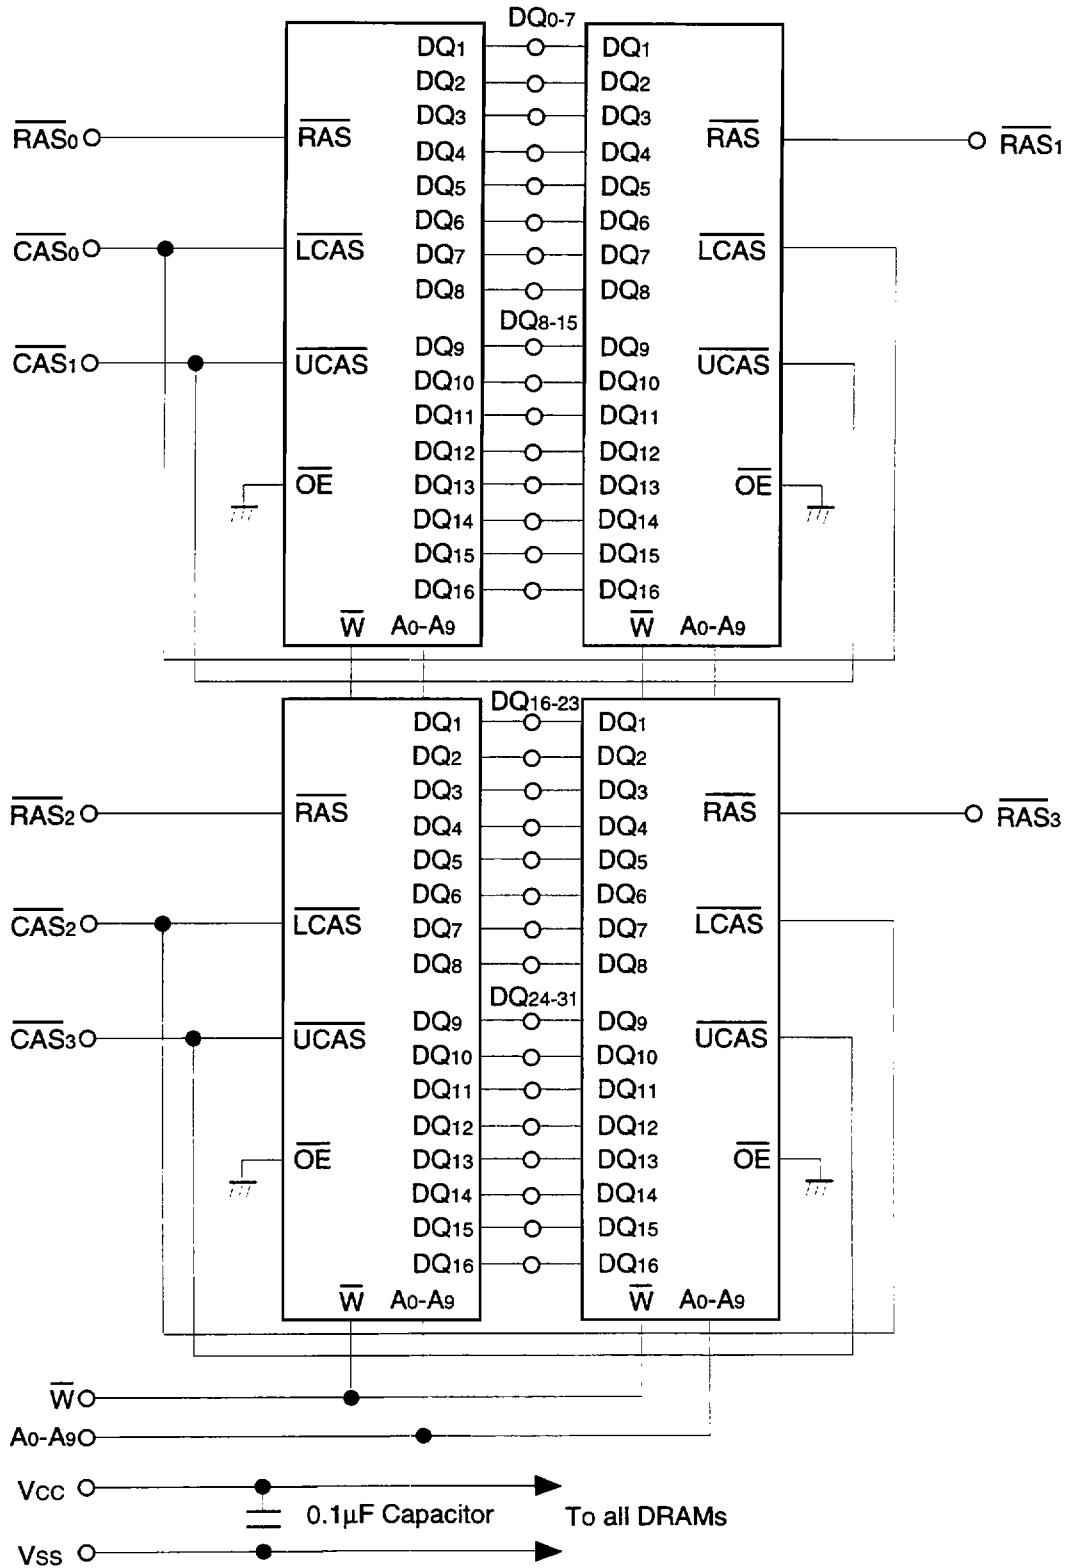 DQ0-7
DQ1 DQ1
DQ2 DQ2
DQ3 DQ3
RAS0 RAS RAS RAS1
DQ4 DQ4
DQ5 DQ5
DQ6 DQ6
CAS0 LCAS DQ7 DQ7 LCAS
DQ8 DQ8
DQ8-15
CAS1 UCAS DQ9 DQ9 UCAS
DQ10 DQ10
DQ11 DQ11
DQ12 DQ12
OE DQ13 DQ13 OE
DQ14 DQ14
DQ15 DQ15
DQ16 DQ16
W A0-A9 W A0-A9
DQ16-23
DQ1 DQ1
DQ2 DQ2
DQ3 DQ3
RAS2 RAS RAS RAS3
DQ4 DQ4
DQ5 DQ5
DQ6 DQ6
CAS2 LCAS DQ7 DQ7 LCAS
DQ8 DQ8
DQ24-31
CAS3 UCAS DQ9 DQ9 UCAS
DQ10 DQ10
DQ11 DQ11
DQ12 DQ12
OE DQ13 DQ13 OE
DQ14 DQ14
DQ15 DQ15
DQ16 DQ16
W A0-A9 W A0-A9
W
A0-A9
Vcc
0.1µF Capacitor To all DRAMs
Vss